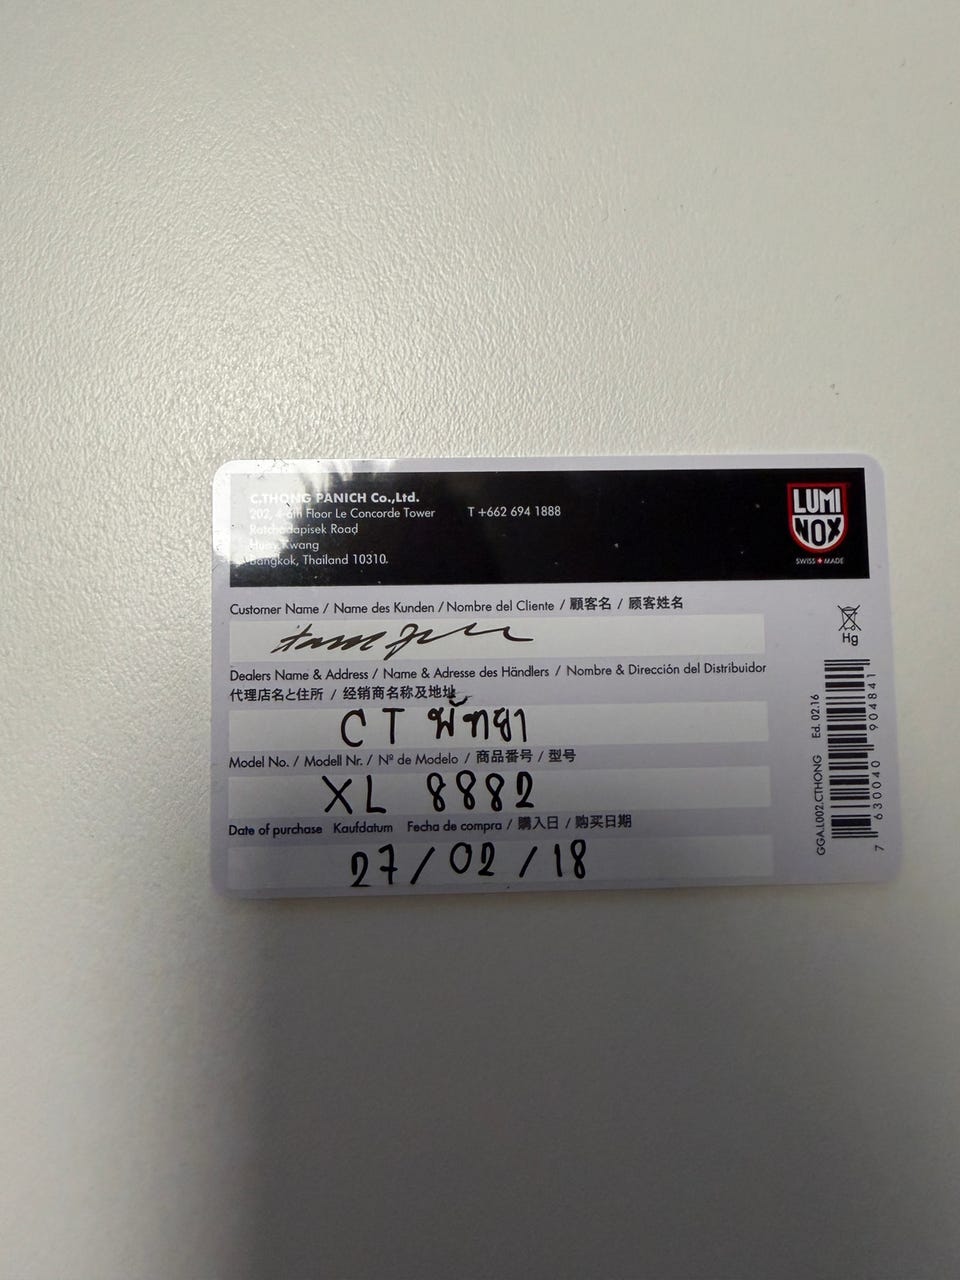 C.THONG PANICH Co.,Ltd.
202, 4-6th Floor Le Concorde Tower
T +662 694 1888
Ratchadapisek Road
Huay Kwang
Bangkok, Thailand 10310.
LUMI
NOX
SWISS MADE
Customer Name / Name des Kunden / Nombre del Cliente / 顧客名 / 顾客姓名
Dealers Name & Address / Name & Adresse des Händlers / Nombre & Dirección del Distribuidor
代理店名と住所 / 经销商名称及地址
CT พัทยา
Model No. / Modell Nr. / Nº de Modelo / 商品番号 / 型号
XL 8882
Date of purchase Kaufdatum Fecha de compra / 購入日 / 购买日期
27/02/18
Hg
GGA.L002.CTHONG Ed. 02.16
7 630040 904841